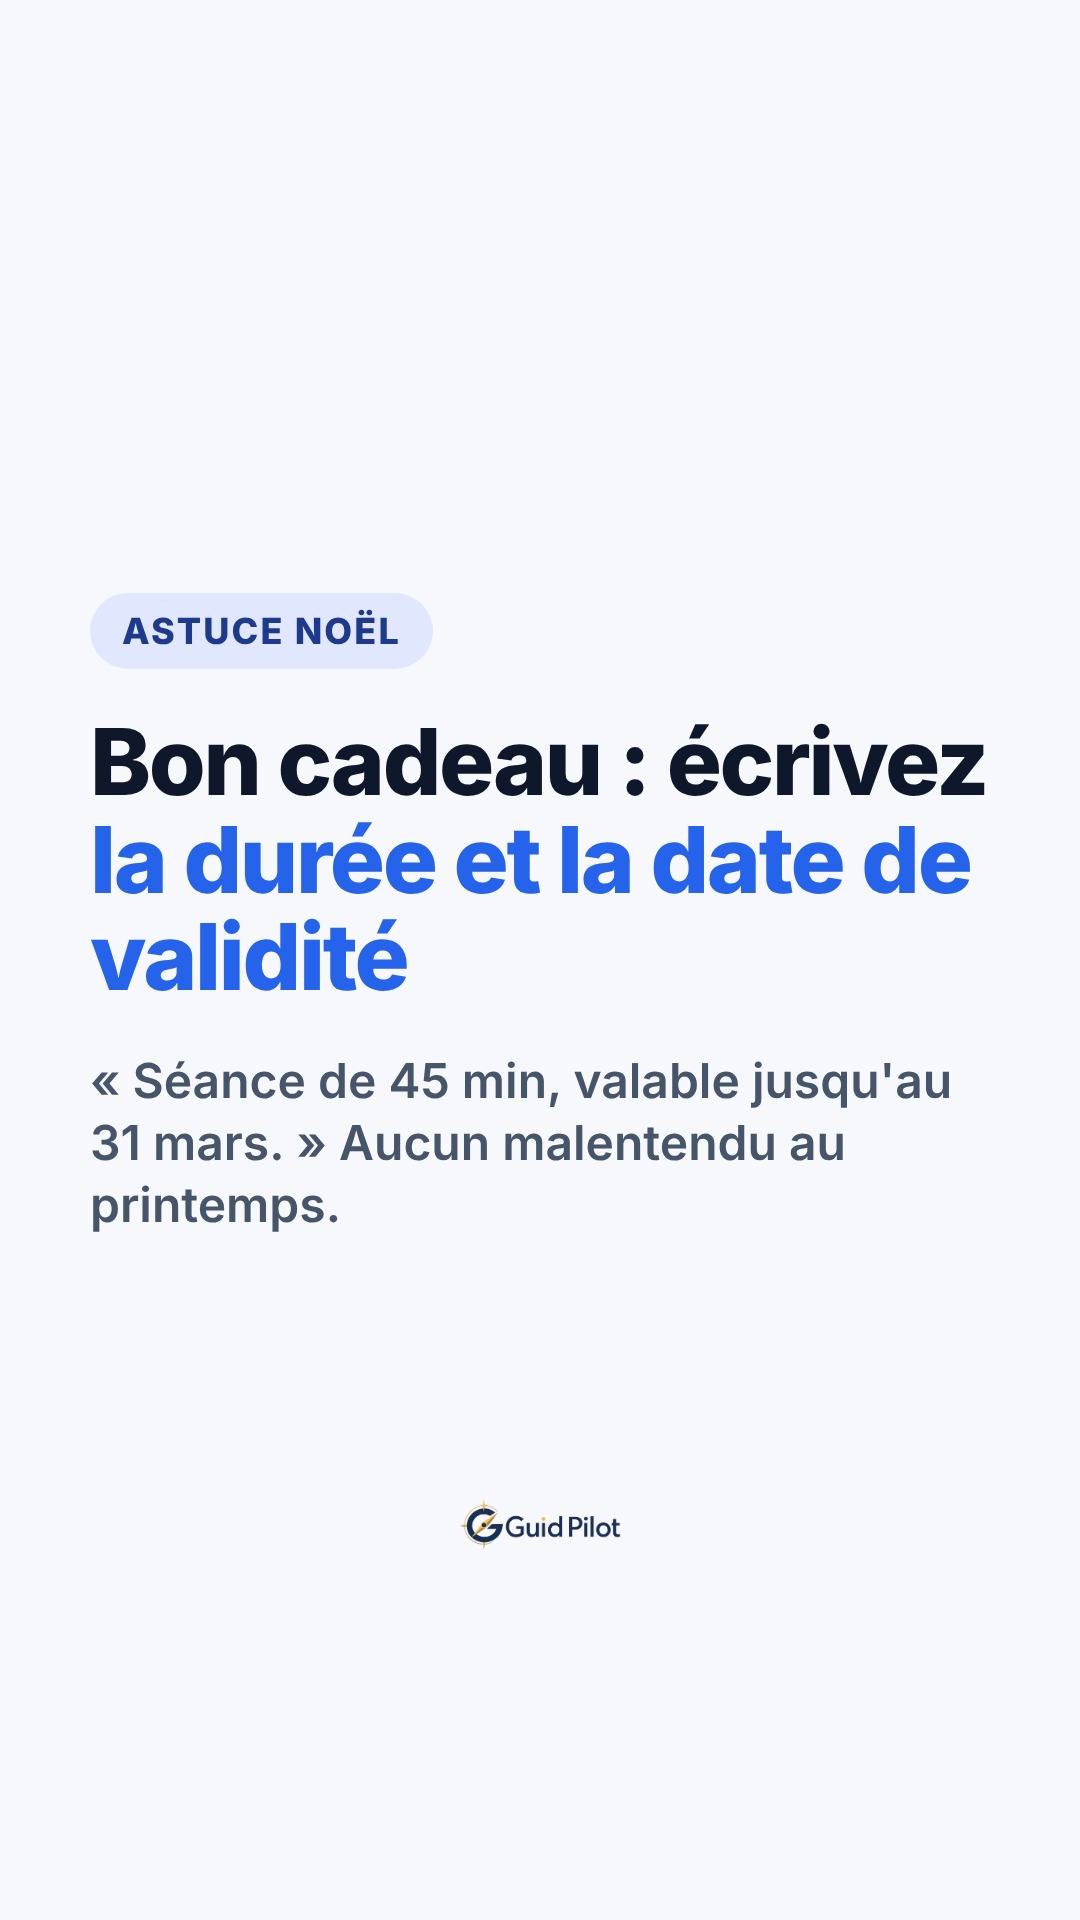 ASTUCE NOËL
Bon cadeau : écrivez
la durée et la date de
validité
« Séance de 45 min, valable jusqu'au
31 mars. » Aucun malentendu au
printemps.
Guid Pilot